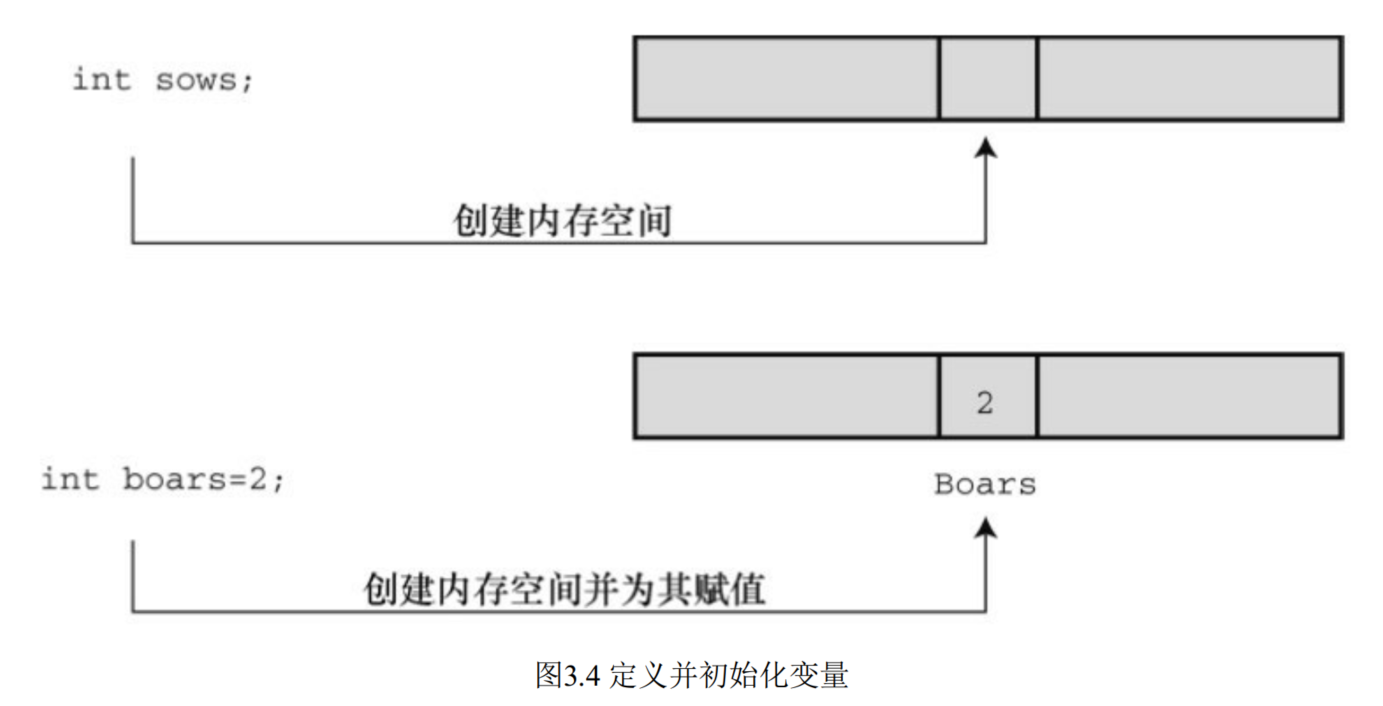 int sows;
创建内存空间
2
int boars=2;
Boars
创建内存空间并为其赋值
图3.4 定义并初始化变量